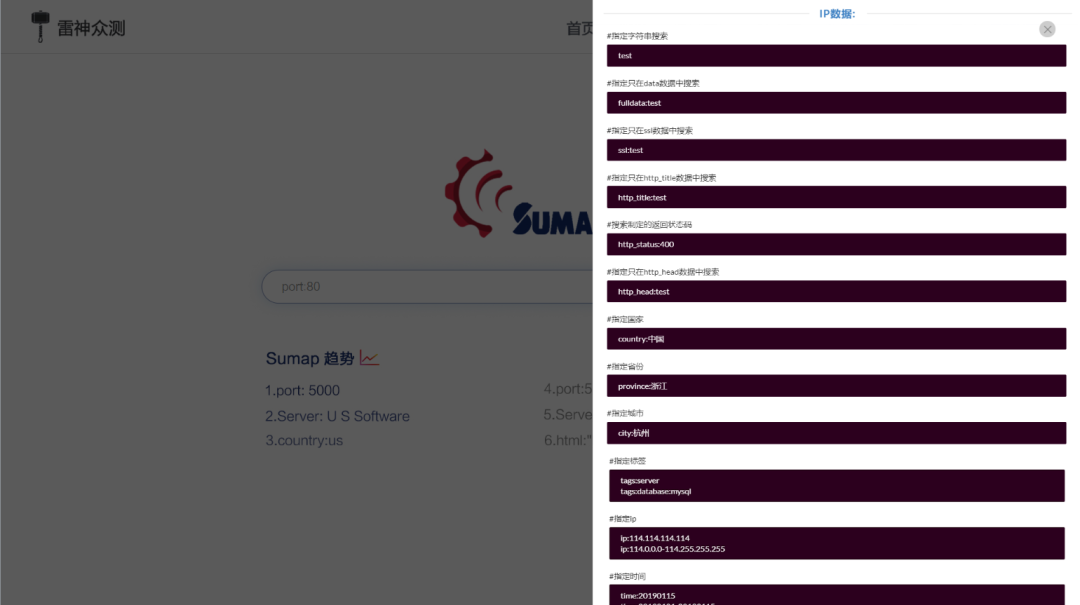 雷神众测
首页
SUMA
port:80
Sumap 趋势
1.port: 5000
2.Server: U S Software
3.country:us
4.port:5
5.Serve
6.html:"
IP数据:
#指定字符串搜索
test
#指定只在data数据中搜索
fulldata:test
#指定只在ssl数据中搜索
ssl:test
#指定只在http_title数据中搜索
http_title:test
#搜索制定的返回状态码
http_status:400
#指定只在http_head数据中搜索
http_head:test
#指定国家
country:中国
#指定省份
province:浙江
#指定城市
city:杭州
#指定标签
tags:server
tags:database:mysql
#指定ip
ip:114.114.114.114
ip:114.0.0.0-114.255.255.255
#指定时间
time:20190115